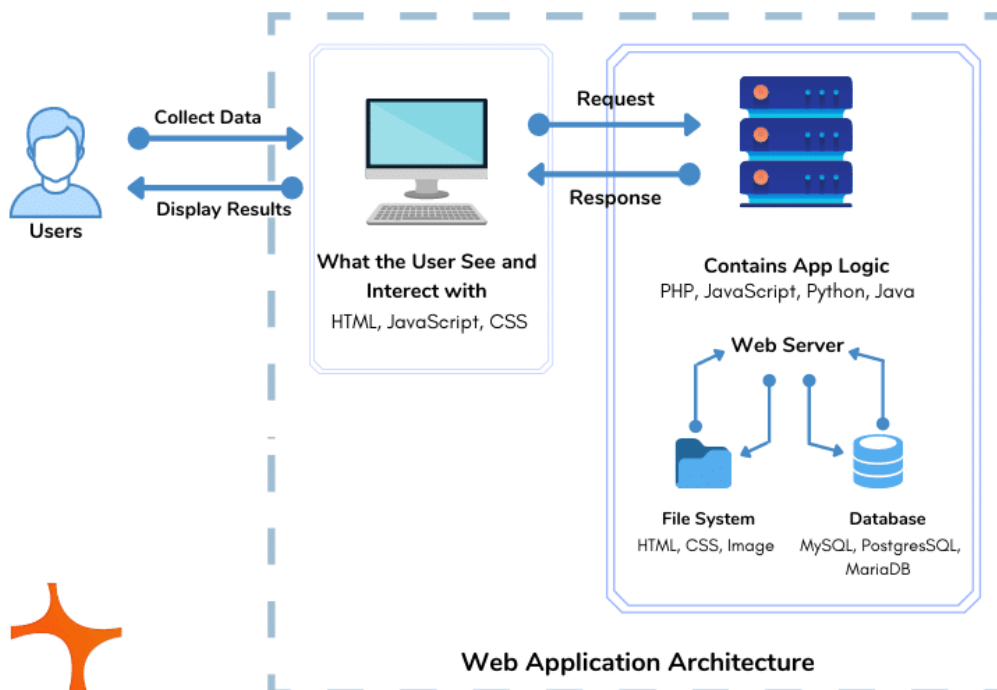 Collect Data
Display Results
Users
What the User See and
Interect with
HTML, JavaScript, CSS
Request
Response
Contains App Logic
PHP, JavaScript, Python, Java
Web Server
File System
HTML, CSS, Image
Database
MySQL, PostgresSQL,
MariaDB
Web Application Architecture